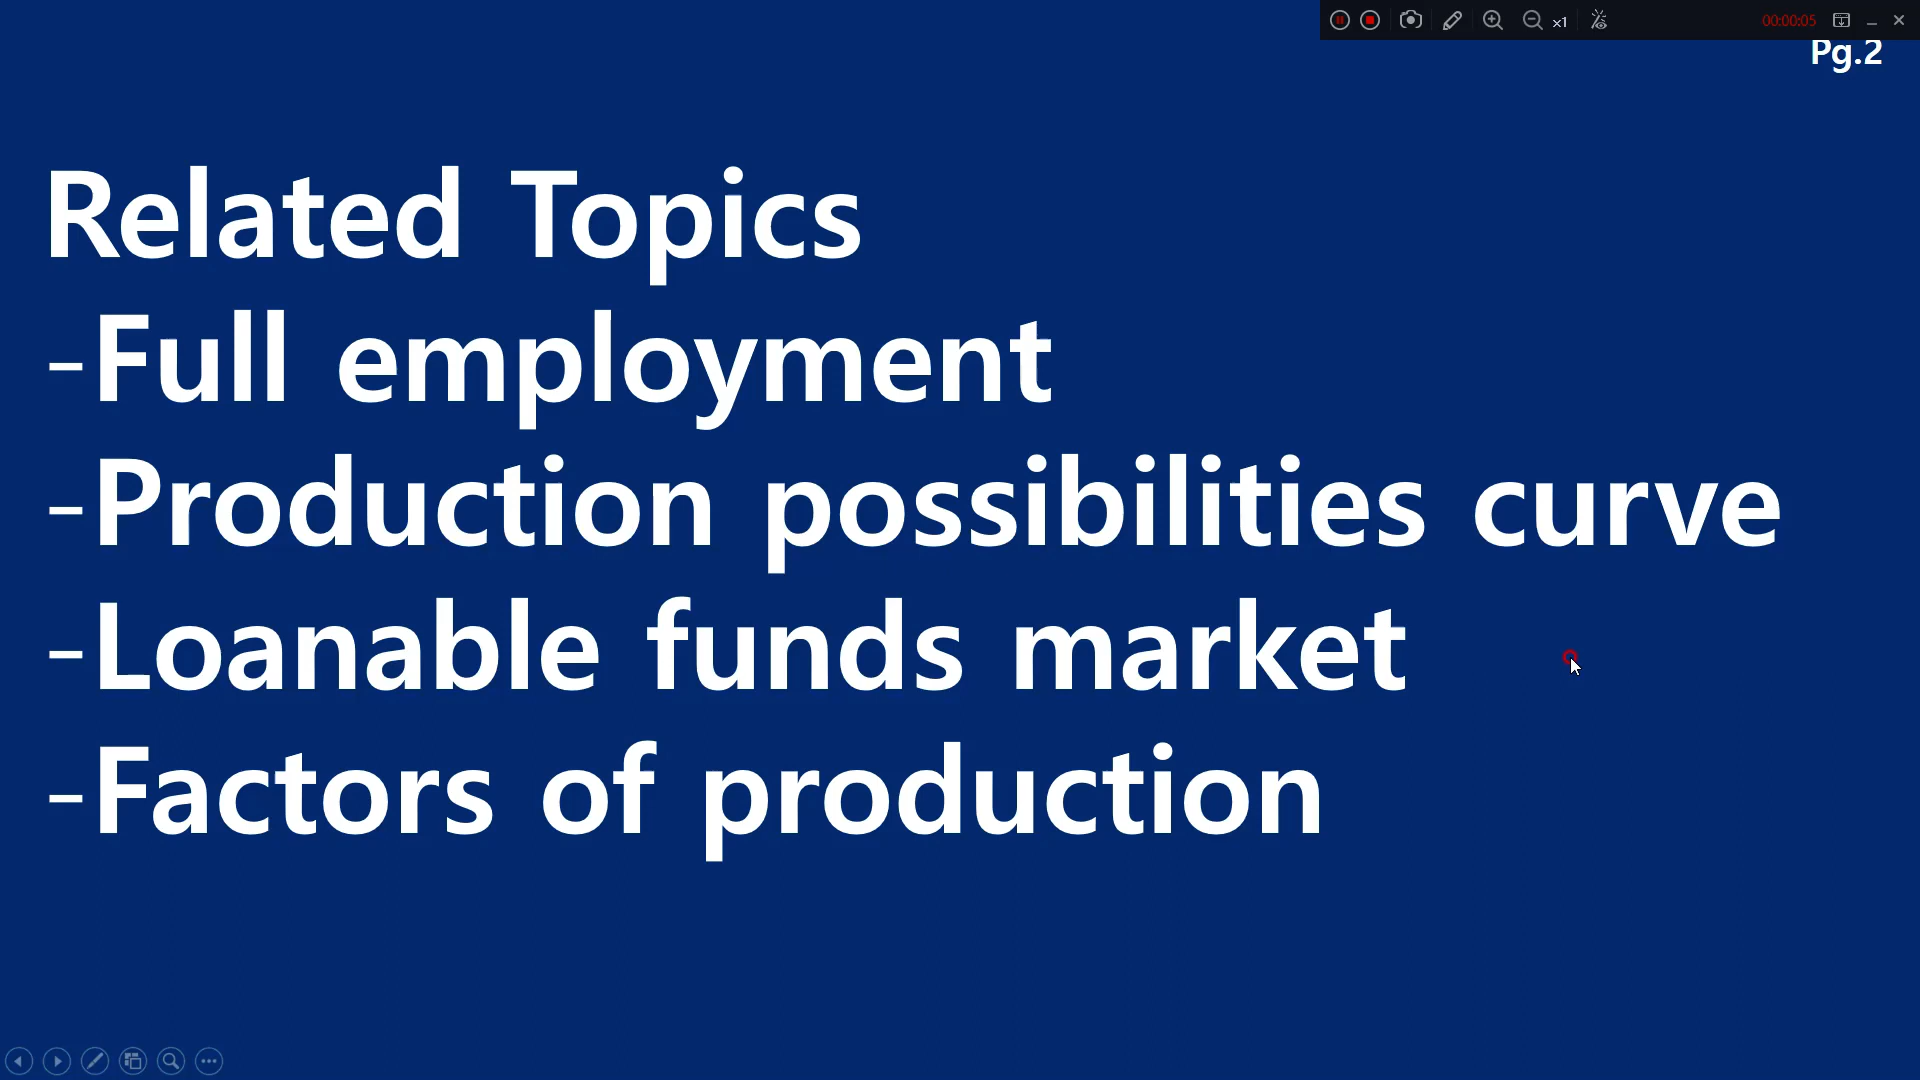 x1
00:00:05
Pg.2
Related Topics
-Full employment
-Production possibilities curve
-Loanable funds market
-Factors of production